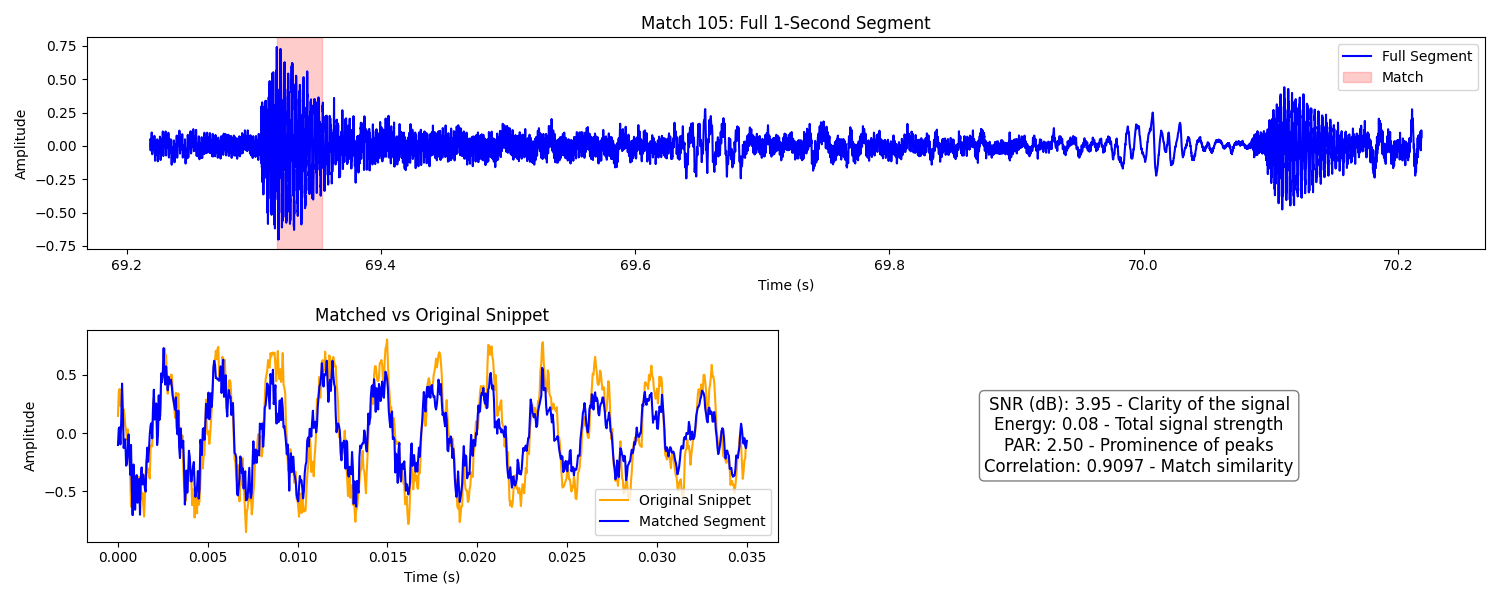 Match 105: Full 1-Second Segment
Amplitude
0.75
0.50
0.25
0.00
−0.25
−0.50
−0.75
Full Segment
Match
69.2
69.4
69.6
69.8
70.0
70.2
Time (s)
Matched vs Original Snippet
Amplitude
0.5
0.0
−0.5
Original Snippet
Matched Segment
0.000
0.005
0.010
0.015
0.020
0.025
0.030
0.035
Time (s)
SNR (dB): 3.95 - Clarity of the signal
Energy: 0.08 - Total signal strength
PAR: 2.50 - Prominence of peaks
Correlation: 0.9097 - Match similarity